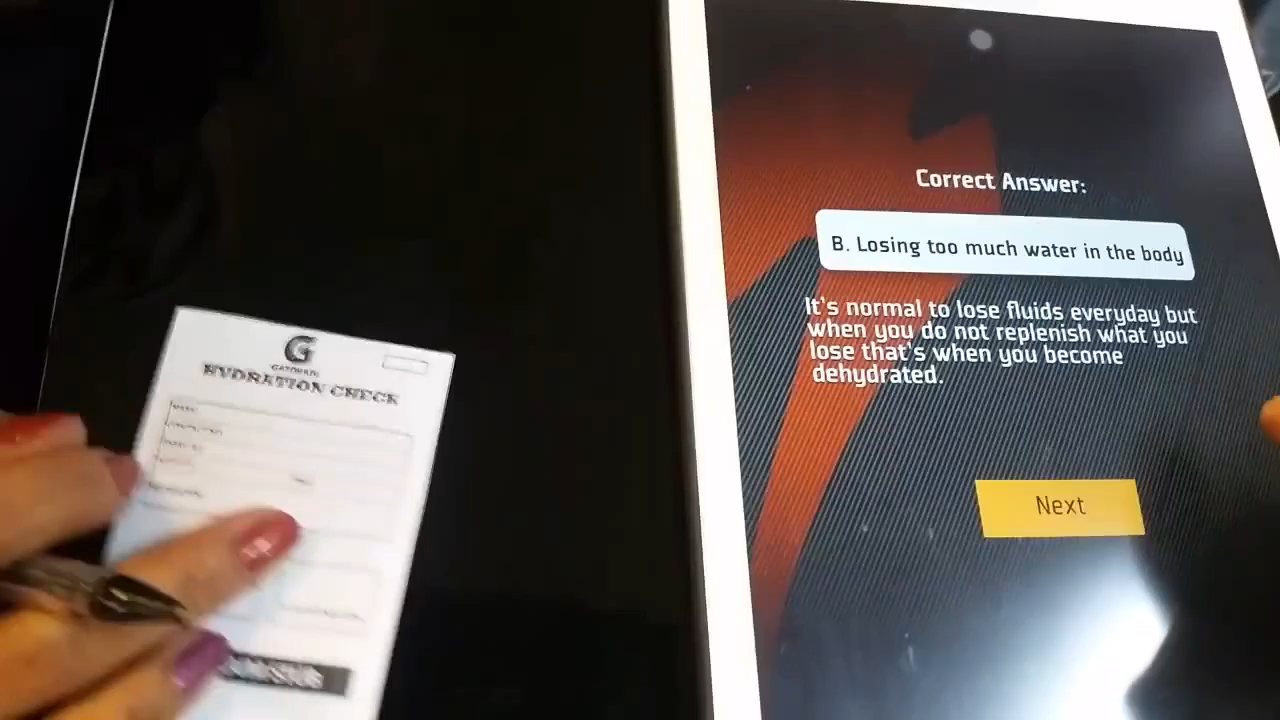 G
GATORADE
HYDRATION CHECK
Correct Answer:
B. Losing too much water in the body
It's normal to lose fluids everyday but
when you do not replenish what you
lose that's when you become
dehydrated.
Next